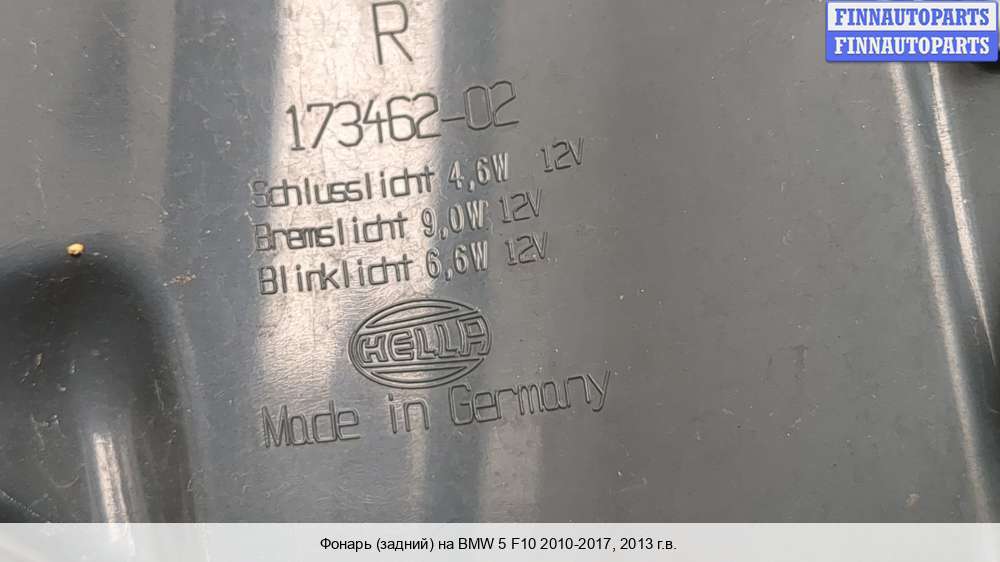 FINNAUTOPARTS
FINNAUTOPARTS
R
173462-02
Schlusslicht 4,6W 12V
Bremslicht 9,0W 12V
Blinklicht 6,6W 12V
HELLA
Made in Germany
Фонарь (задний) на BMW 5 F10 2010-2017, 2013 г.в.